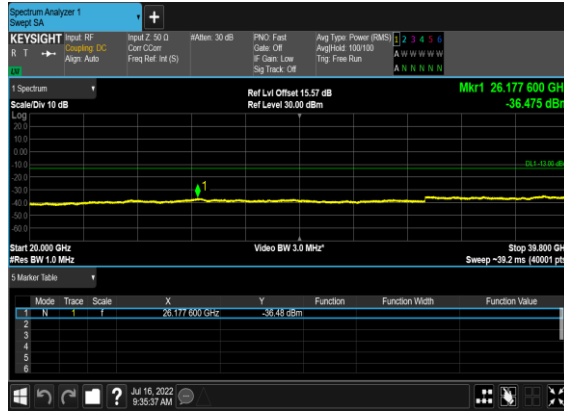 Spectrum Analyzer 1
Swept SA
+
KEYSIGHT Input: RF Input Z: 50 Ω #Atten: 30 dB PNO: Fast Avg Type: Power (RMS) 1 2 3 4 5 6
R T Coupling: DC Corr CCorr Gate: Off Avg|Hold: 100/100 A W W W W W
Align: Auto Freq Ref: Int (S) IF Gain: Low Trig: Free Run
Sig Track: Off A N N N N N
1 Spectrum
Ref Lvl Offset 15.57 dB
Mkr1 26.177 600 GH
Scale/Div 10 dB
Ref Level 30.00 dBm
-36.475 dBr
Log
20.0
10.0
0.00
-10.0
DL1 -13.00 dB
-20.0
-30.0
1
-40.0
-50.0
-60.0
Start 20.000 GHz Video BW 3.0 MHz* Stop 39.800 GH
#Res BW 1.0 MHz Sweep ~39.2 ms (40001 pts
5 Marker Table
Mode Trace Scale X Y Function Function Width Function Value
1 N 1 f 26.177 600 GHz -36.48 dBm
2
3
4
5
6
?
Jul 16, 2022
9:35:37 AM